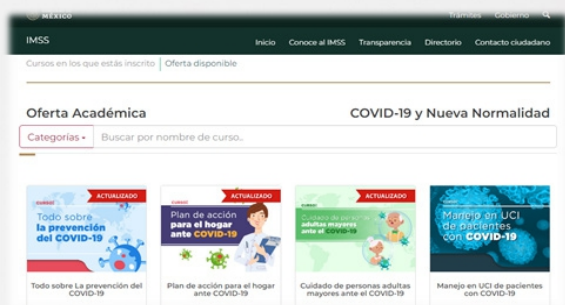 MÉXICO
Trámites Gobierno
IMSS
Inicio Conoce al IMSS Transparencia Directorio Contacto ciudadano
Cursos en los que estás inscrito Oferta disponible
Oferta Académica
COVID-19 y Nueva Normalidad
Categorías
Buscar por nombre de curso..
ACTUALIZADO
Todo sobre
la prevención
del COVID-19
ACTUALIZADO
Plan de acción
para el hogar
ante COVID-19
ACTUALIZADO
Cuidado de personas
adultas mayores
ante el COVID-19
Manejo en UCI
de pacientes
con COVID-19
Todo sobre La prevención del
COVID-19
Plan de acción para el hogar
ante COVID-19
Cuidado de personas adultas
mayores ante el COVID-19
Manejo en UCI de pacientes
con COVID-19